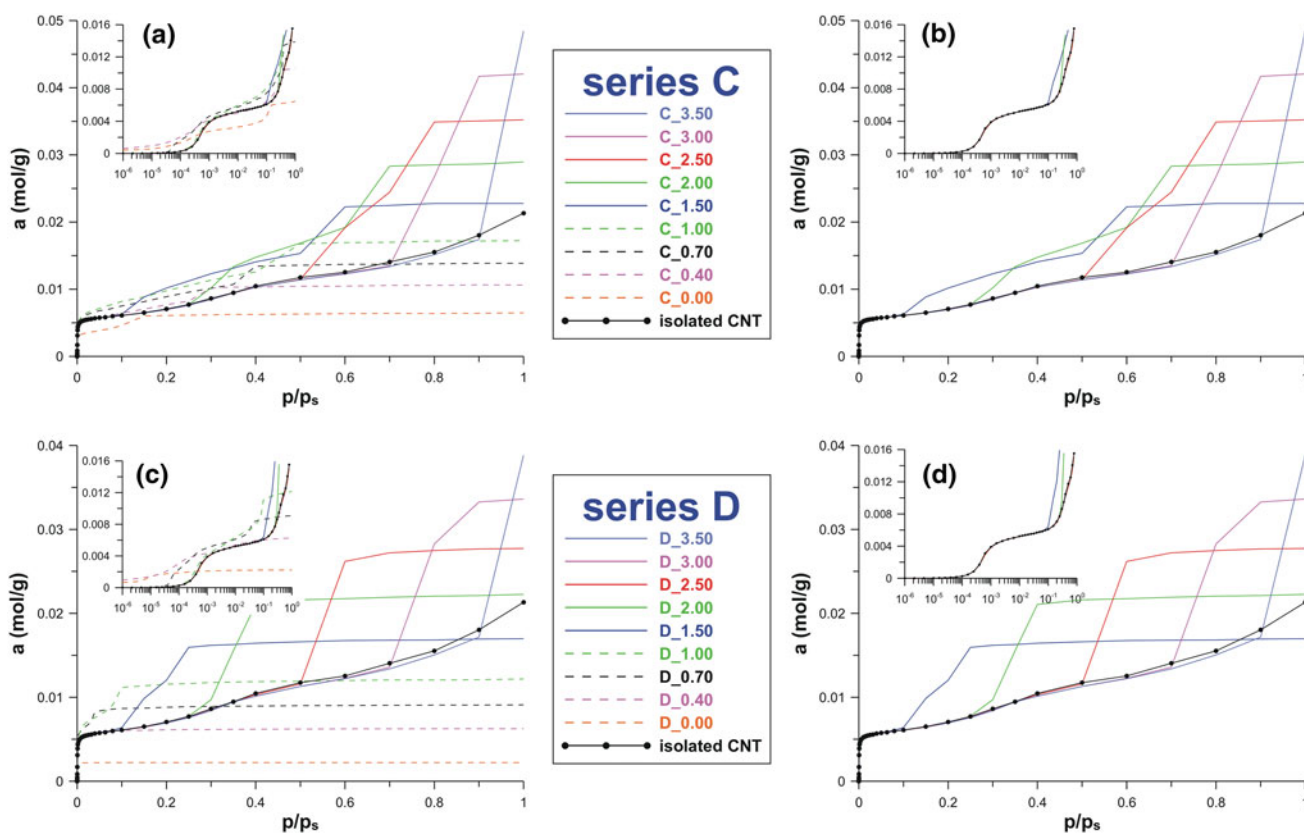 (a)
0.05
0.04
0.03
0.02
0.01
0
a (mol/g)
0 0.2 0.4 0.6 0.8 1
p/ps
0.016
0.012
0.008
0.004
0.000
10-6 10-5 10-4 10-3 10-2 10-1 100
series C
C_3.50
C_3.00
C_2.50
C_2.00
C_1.50
C_1.00
C_0.70
C_0.40
C_0.00
isolated CNT
(b)
0.05
0.04
0.03
0.02
0.01
0
a (mol/g)
0 0.2 0.4 0.6 0.8 1
p/ps
0.016
0.012
0.008
0.004
0.000
10-6 10-5 10-4 10-3 10-2 10-1 100
(c)
0.04
0.03
0.02
0.01
0
a (mol/g)
0 0.2 0.4 0.6 0.8 1
p/ps
0.016
0.012
0.008
0.004
0.000
10-6 10-5 10-4 10-3 10-2 10-1 100
series D
D_3.50
D_3.00
D_2.50
D_2.00
D_1.50
D_1.00
D_0.70
D_0.40
D_0.00
isolated CNT
(d)
0.04
0.03
0.02
0.01
0
a (mol/g)
0 0.2 0.4 0.6 0.8 1
p/ps
0.016
0.012
0.008
0.004
0.000
10-6 10-5 10-4 10-3 10-2 10-1 100